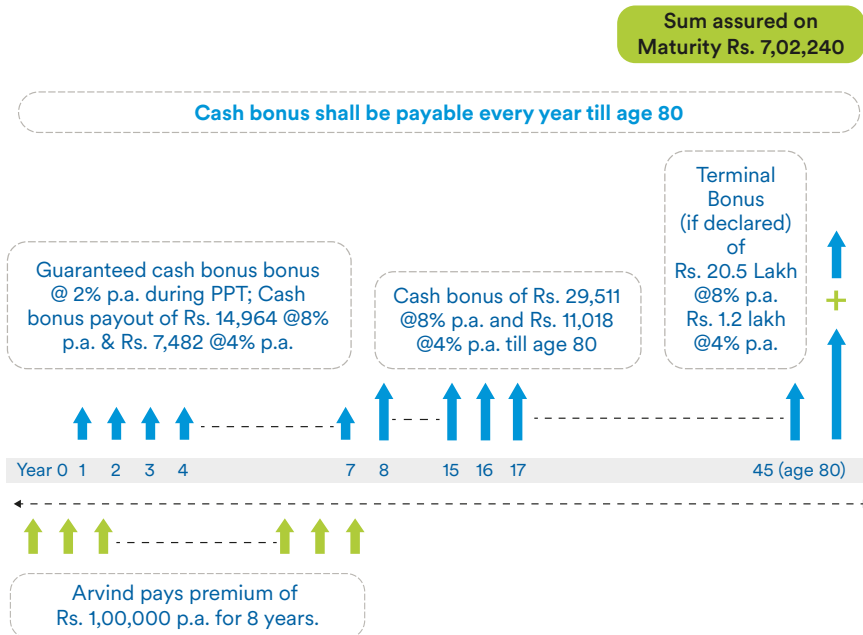 Sum assured on
Maturity Rs. 7,02,240
Cash bonus shall be payable every year till age 80
Terminal
Bonus
(if declared)
of
Rs. 20.5 Lakh
@8% p.a.
Rs. 1.2 lakh
@4% p.a.
Guaranteed cash bonus bonus
@ 2% p.a. during PPT; Cash
bonus payout of Rs. 14,964 @8%
p.a. & Rs. 7,482 @4% p.a.
Cash bonus of Rs. 29,511
@8% p.a. and Rs. 11,018
@4% p.a. till age 80
+
Year 0 1 2 3 4 7 8 15 16 17 45 (age 80)
Arvind pays premium of
Rs. 1,00,000 p.a. for 8 years.